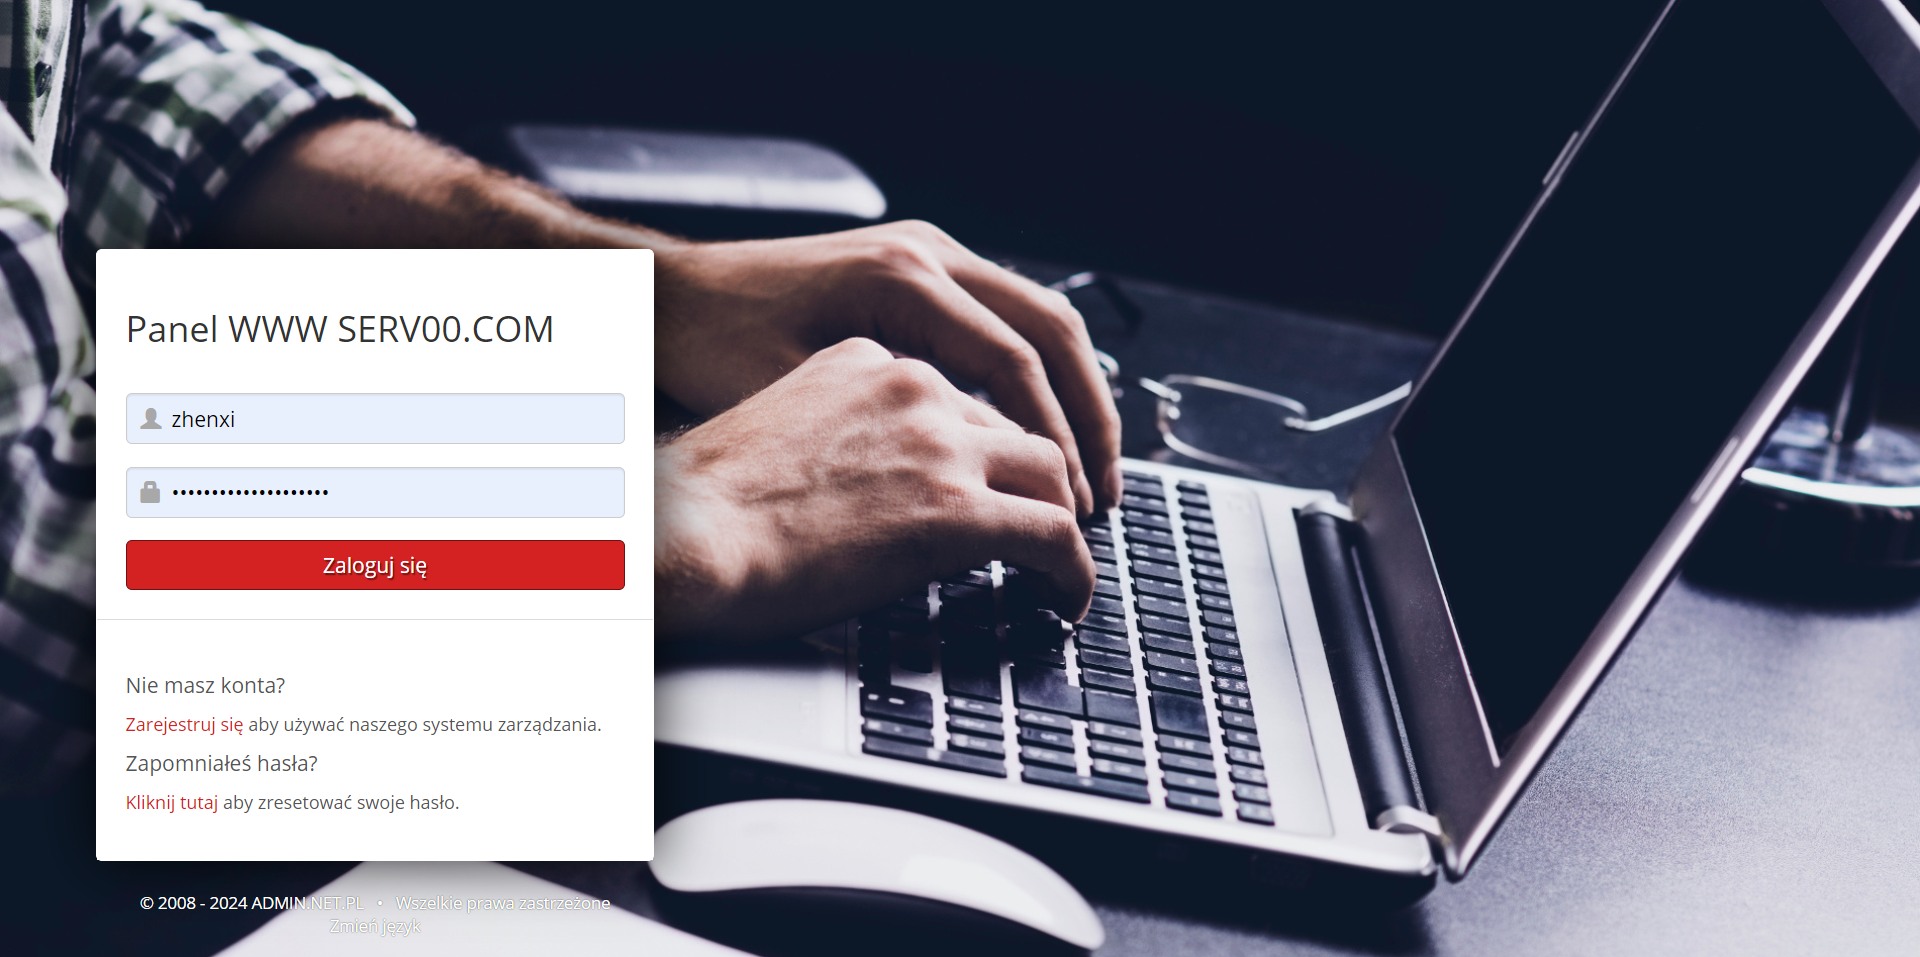 Panel WWW SERV00.COM
zhenxi
••••••••••••••••••••
Zaloguj się
Nie masz konta?
Zarejestruj się aby używać naszego systemu zarządzania.
Zapomniałeś hasła?
Kliknij tutaj aby zresetować swoje hasło.
© 2008 - 2024 ADMIN.NET.PL • Wszelkie prawa zastrzeżone
Zmień język